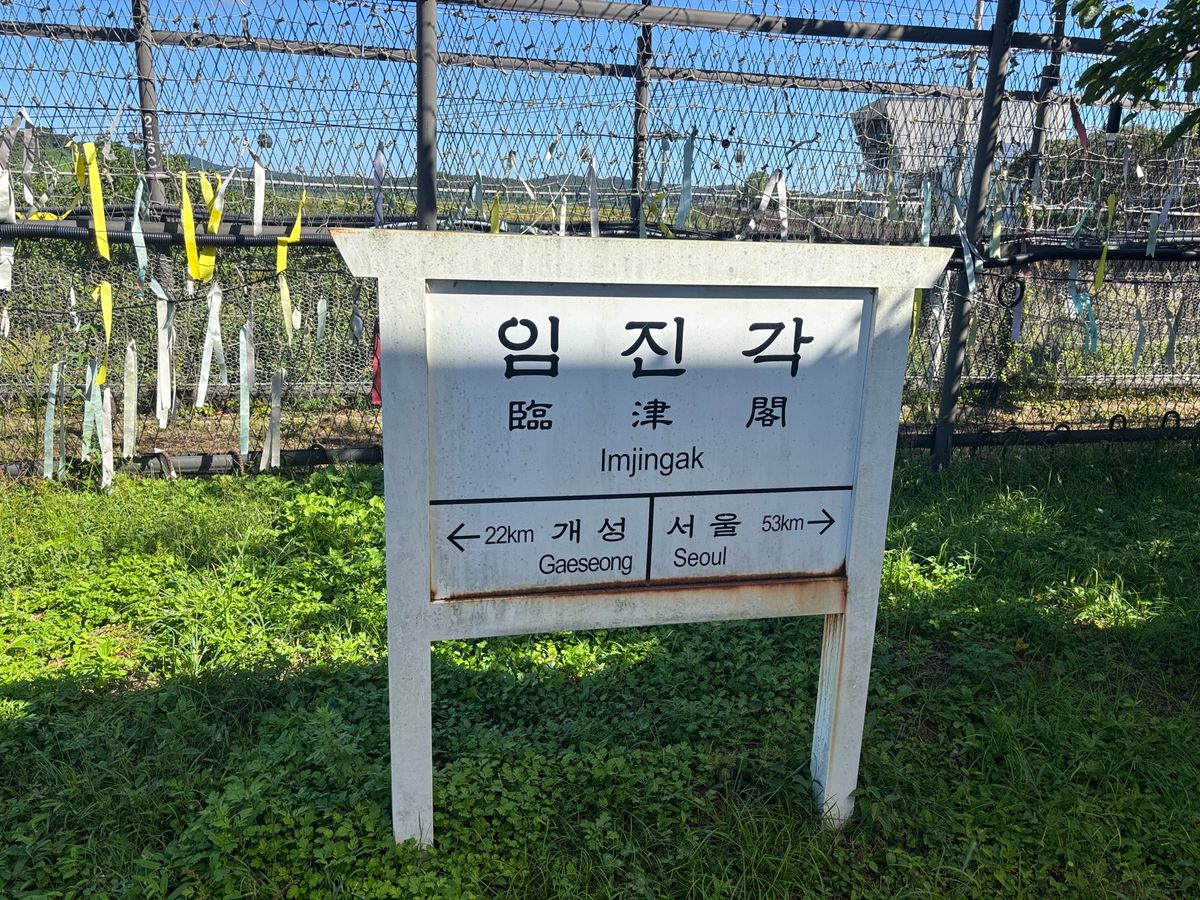 임 진 각
臨 津 閣
Imjingak
← 22km 개 성
Gaeseong
서 울 53km →
Seoul